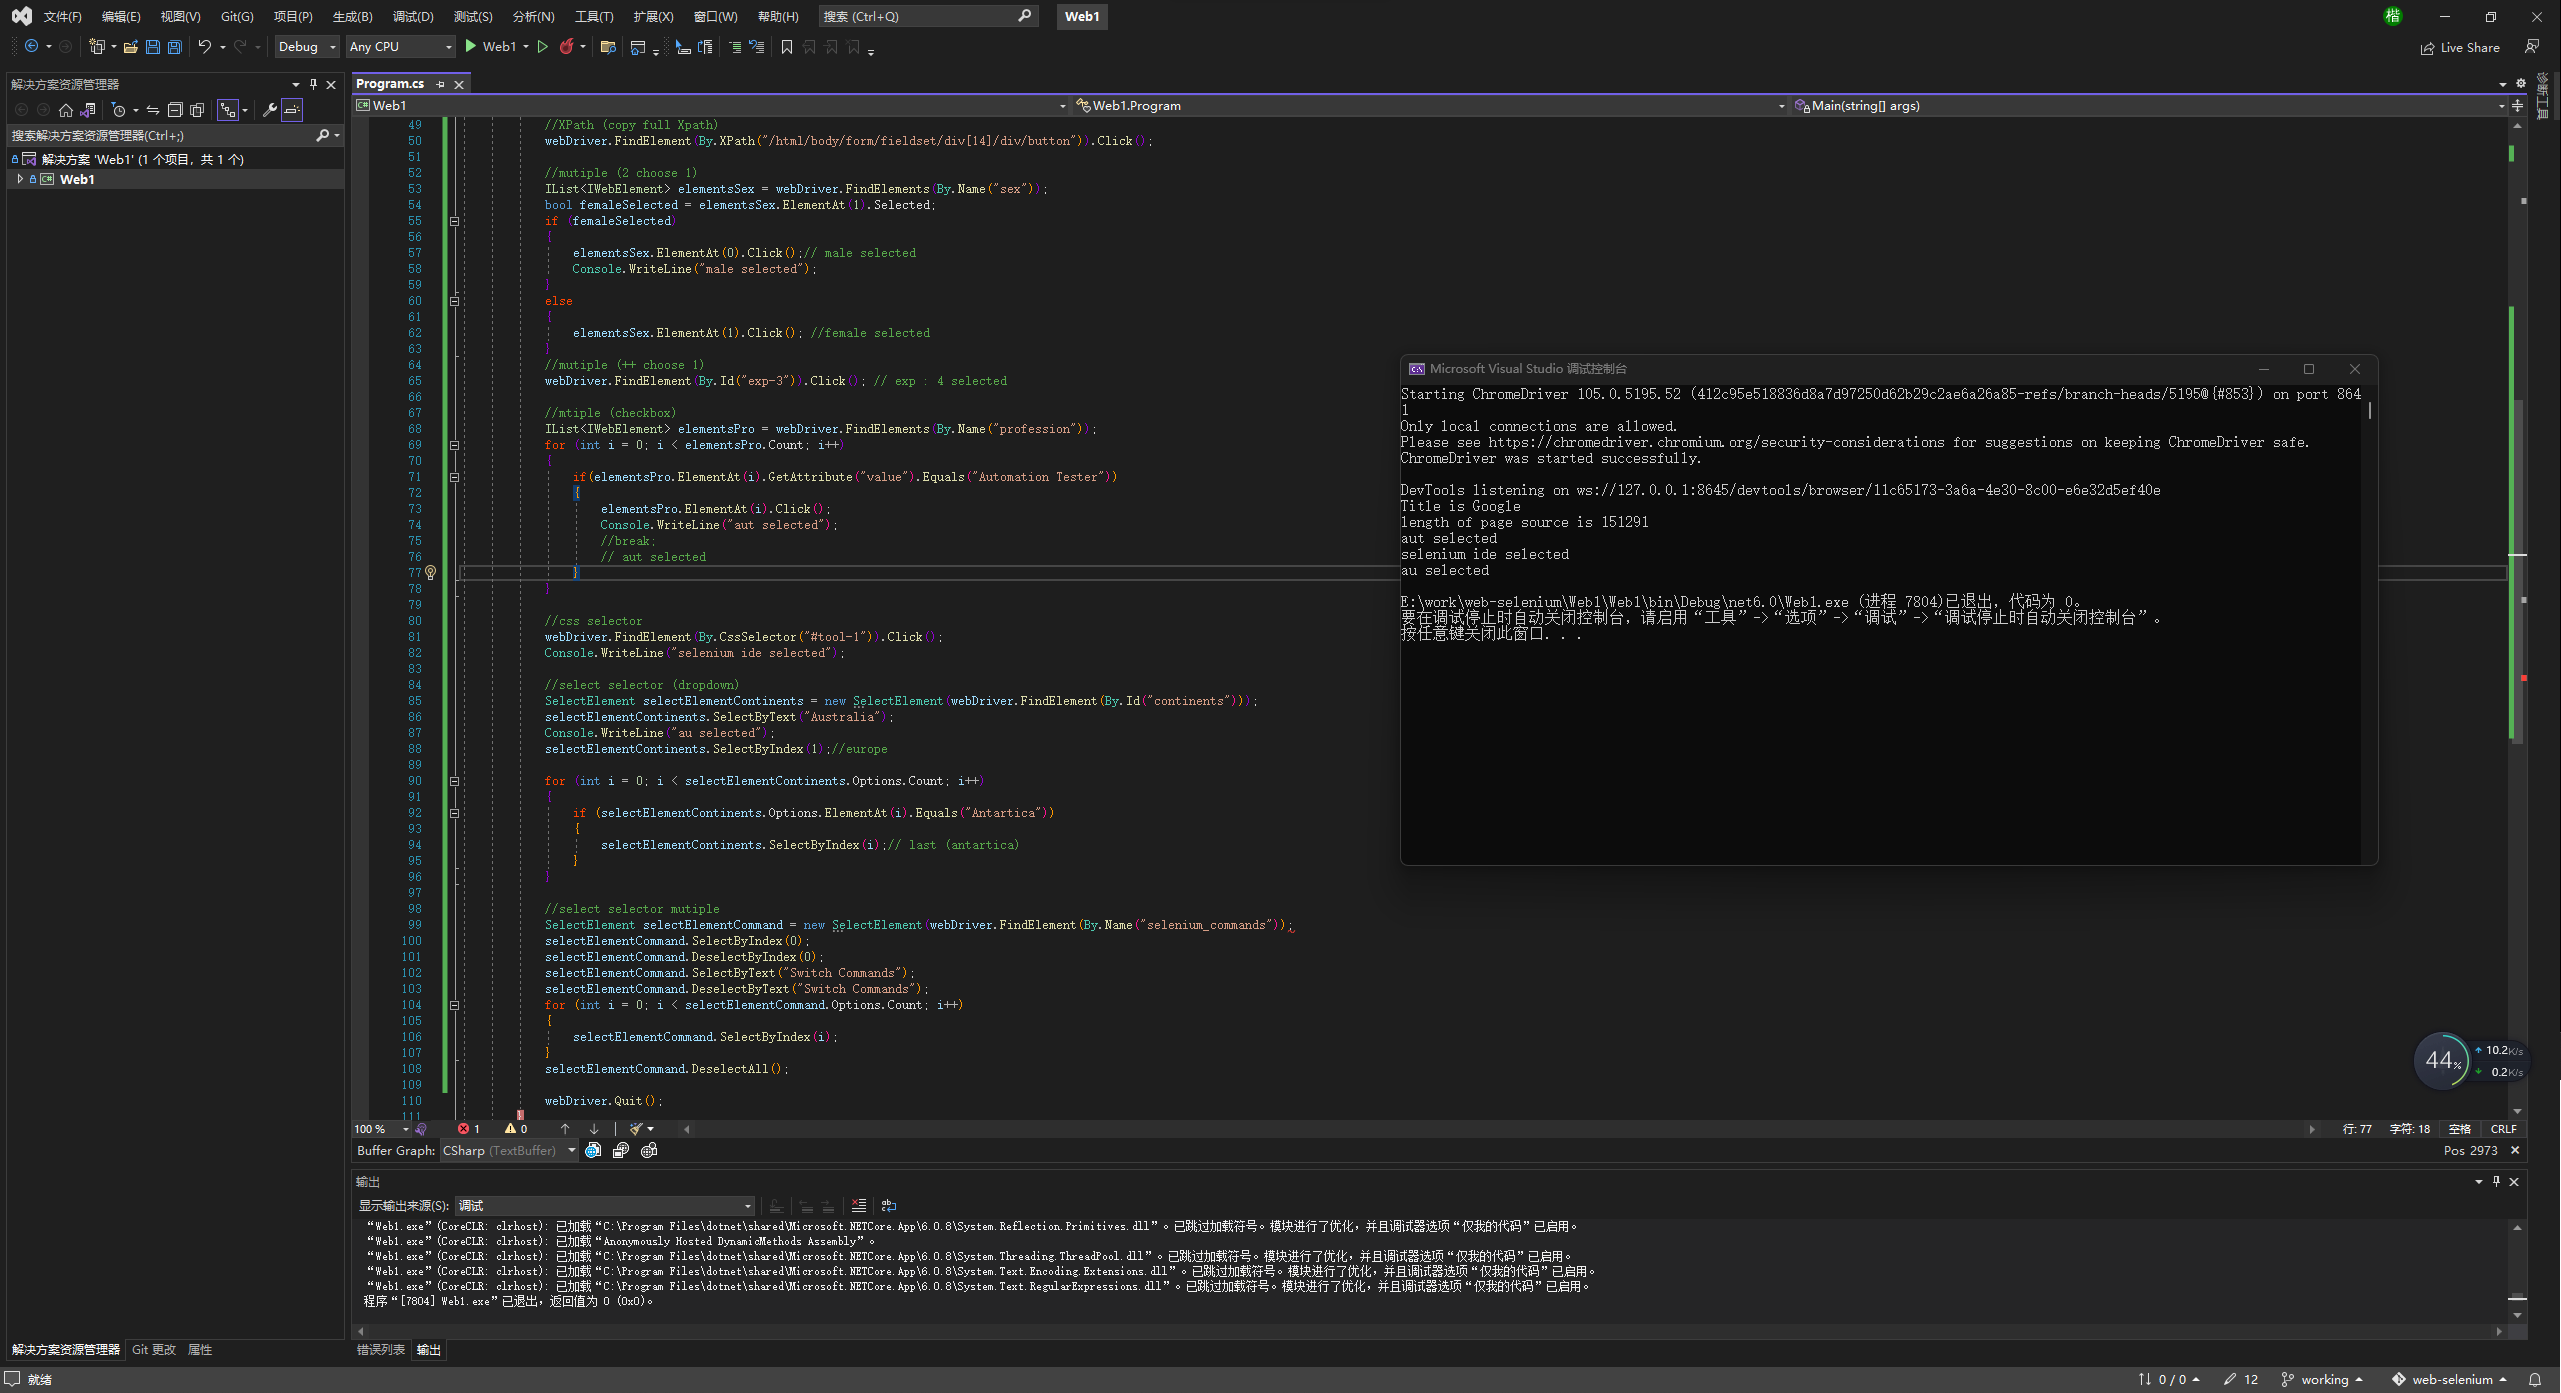 文件(F) 编辑(E) 视图(V) Git(G) 项目(P) 生成(B) 调试(D) 测试(S) 分析(N) 工具(T) 扩展(X) 窗口(W) 帮助(H) 搜索 (Ctrl+Q) Web1 楷
Debug Any CPU Web1 Live Share
解决方案资源管理器
搜索解决方案资源管理器(Ctrl+;)
解决方案 'Web1' (1 个项目，共 1 个)
Web1
Program.cs
Web1 Web1.Program Main(string[] args)
诊断工具
49 //XPath (copy full Xpath)
50 webDriver.FindElement(By.XPath("/html/body/form/fieldset/div[14]/div/button")).Click();
51
52 //mutiple (2 choose 1)
53 IList<IWebElement> elementsSex = webDriver.FindElements(By.Name("sex"));
54 bool femaleSelected = elementsSex.ElementAt(1).Selected;
55 if (femaleSelected)
56 {
57 elementsSex.ElementAt(0).Click();// male selected
58 Console.WriteLine("male selected");
59 }
60 else
61 {
62 elementsSex.ElementAt(1).Click(); //female selected
63 }
64 //mutiple (++ choose 1)
65 webDriver.FindElement(By.Id("exp-3")).Click(); // exp : 4 selected
66
67 //mtiple (checkbox)
68 IList<IWebElement> elementsPro = webDriver.FindElements(By.Name("profession"));
69 for (int i = 0; i < elementsPro.Count; i++)
70 {
71 if(elementsPro.ElementAt(i).GetAttribute("value").Equals("Automation Tester"))
72 {
73 elementsPro.ElementAt(i).Click();
74 Console.WriteLine("aut selected");
75 //break;
76 // aut selected
77 }
78 }
79
80 //css selector
81 webDriver.FindElement(By.CssSelector("#tool-1")).Click();
82 Console.WriteLine("selenium ide selected");
83
84 //select selector (dropdown)
85 SelectElement selectElementContinents = new SelectElement(webDriver.FindElement(By.Id("continents")));
86 selectElementContinents.SelectByText("Australia");
87 Console.WriteLine("au selected");
88 selectElementContinents.SelectByIndex(1);//europe
89
90 for (int i = 0; i < selectElementContinents.Options.Count; i++)
91 {
92 if (selectElementContinents.Options.ElementAt(i).Equals("Antartica"))
93 {
94 selectElementContinents.SelectByIndex(i);// last (antartica)
95 }
96 }
97
98 //select selector mutiple
99 SelectElement selectElementCommand = new SelectElement(webDriver.FindElement(By.Name("selenium_commands"));
100 selectElementCommand.SelectByIndex(0);
101 selectElementCommand.DeselectByIndex(0);
102 selectElementCommand.SelectByText("Switch Commands");
103 selectElementCommand.DeselectByText("Switch Commands");
104 for (int i = 0; i < selectElementCommand.Options.Count; i++)
105 {
106 selectElementCommand.SelectByIndex(i);
107 }
108 selectElementCommand.DeselectAll();
109
110 webDriver.Quit();
111 }
Microsoft Visual Studio 调试控制台
Starting ChromeDriver 105.0.5195.52 (412c95e518836d8a7d97250d62b29c2ae6a26a85-refs/branch-heads/5195@{#853}) on port 864
1
Only local connections are allowed.
Please see https://chromedriver.chromium.org/security-considerations for suggestions on keeping ChromeDriver safe.
ChromeDriver was started successfully.
DevTools listening on ws://127.0.0.1:8645/devtools/browser/11c65173-3a6a-4e30-8c00-e6e32d5ef40e
Title is Google
length of page source is 151291
aut selected
selenium ide selected
au selected
E:\work\web-selenium\Web1\Web1\bin\Debug\net6.0\Web1.exe (进程 7804)已退出，代码为 0。
要在调试停止时自动关闭控制台，请启用“工具”->“选项”->“调试”->“调试停止时自动关闭控制台”。
按任意键关闭此窗口. . .
44% 10.2K/s
0.2K/s
100 % 1 0 行: 77 字符: 18 空格 CRLF
Buffer Graph: CSharp (TextBuffer) Pos 2973
输出
显示输出来源(S): 调试
“Web1.exe”(CoreCLR: clrhost): 已加载“C:\Program Files\dotnet\shared\Microsoft.NETCore.App\6.0.8\System.Reflection.Primitives.dll”。已跳过加载符号。模块进行了优化，并且调试器选项“仅我的代码”已启用。
“Web1.exe”(CoreCLR: clrhost): 已加载“Anonymously Hosted DynamicMethods Assembly”。
“Web1.exe”(CoreCLR: clrhost): 已加载“C:\Program Files\dotnet\shared\Microsoft.NETCore.App\6.0.8\System.Threading.ThreadPool.dll”。已跳过加载符号。模块进行了优化，并且调试器选项“仅我的代码”已启用。
“Web1.exe”(CoreCLR: clrhost): 已加载“C:\Program Files\dotnet\shared\Microsoft.NETCore.App\6.0.8\System.Text.Encoding.Extensions.dll”。已跳过加载符号。模块进行了优化，并且调试器选项“仅我的代码”已启用。
“Web1.exe”(CoreCLR: clrhost): 已加载“C:\Program Files\dotnet\shared\Microsoft.NETCore.App\6.0.8\System.Text.RegularExpressions.dll”。已跳过加载符号。模块进行了优化，并且调试器选项“仅我的代码”已启用。
程序“[7804] Web1.exe”已退出，返回值为 0 (0x0)。
解决方案资源管理器 Git 更改 属性 错误列表 输出
就绪 0 / 0 12 working web-selenium